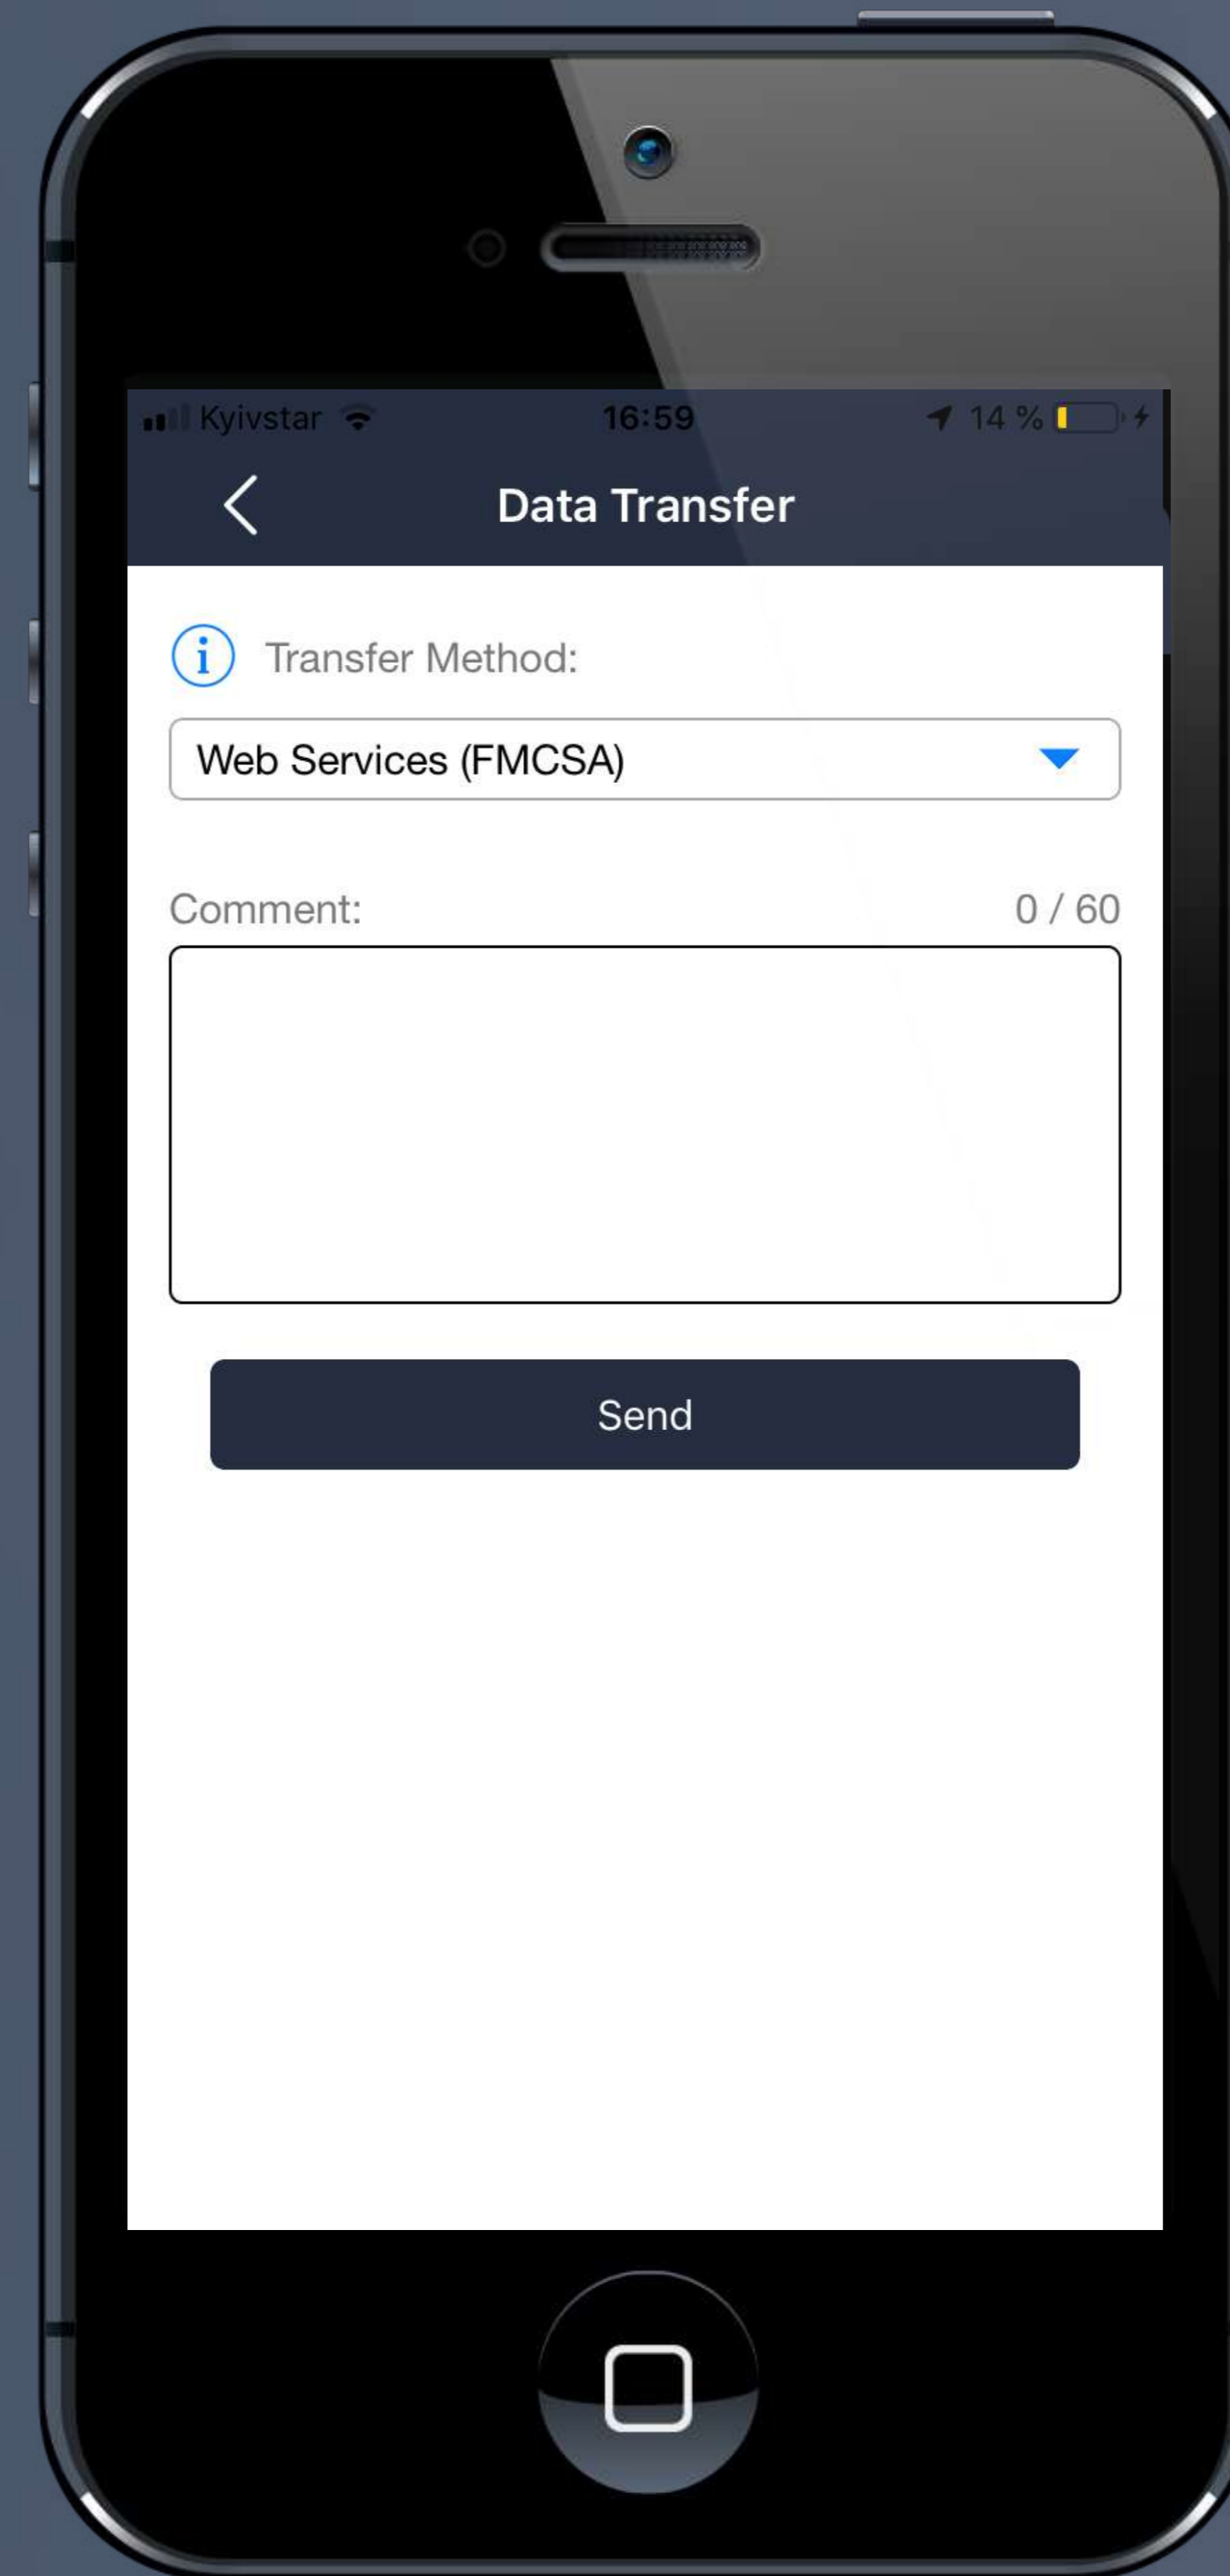 Kyivstar 16:59 14 %
Data Transfer
i Transfer Method:
Web Services (FMCSA)
Comment: 0 / 60
Send